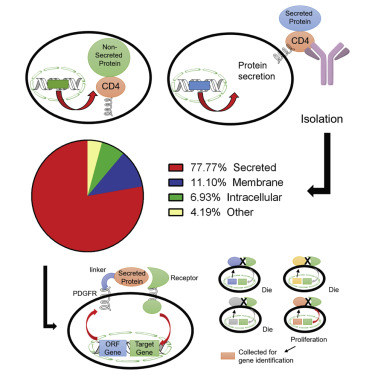 Secreted
Protein
CD4
Non-
Secreted
Protein
CD4
Protein
secretion
Isolation
77.77% Secreted
11.10% Membrane
6.93% Intracellular
4.19% Other
linker
Secreted
Protein
Receptor
PDGFR
ORF
Gene
Target
Gene
X
Die
X
Die
X
Die
X
Proliferation
Collected for
gene identification